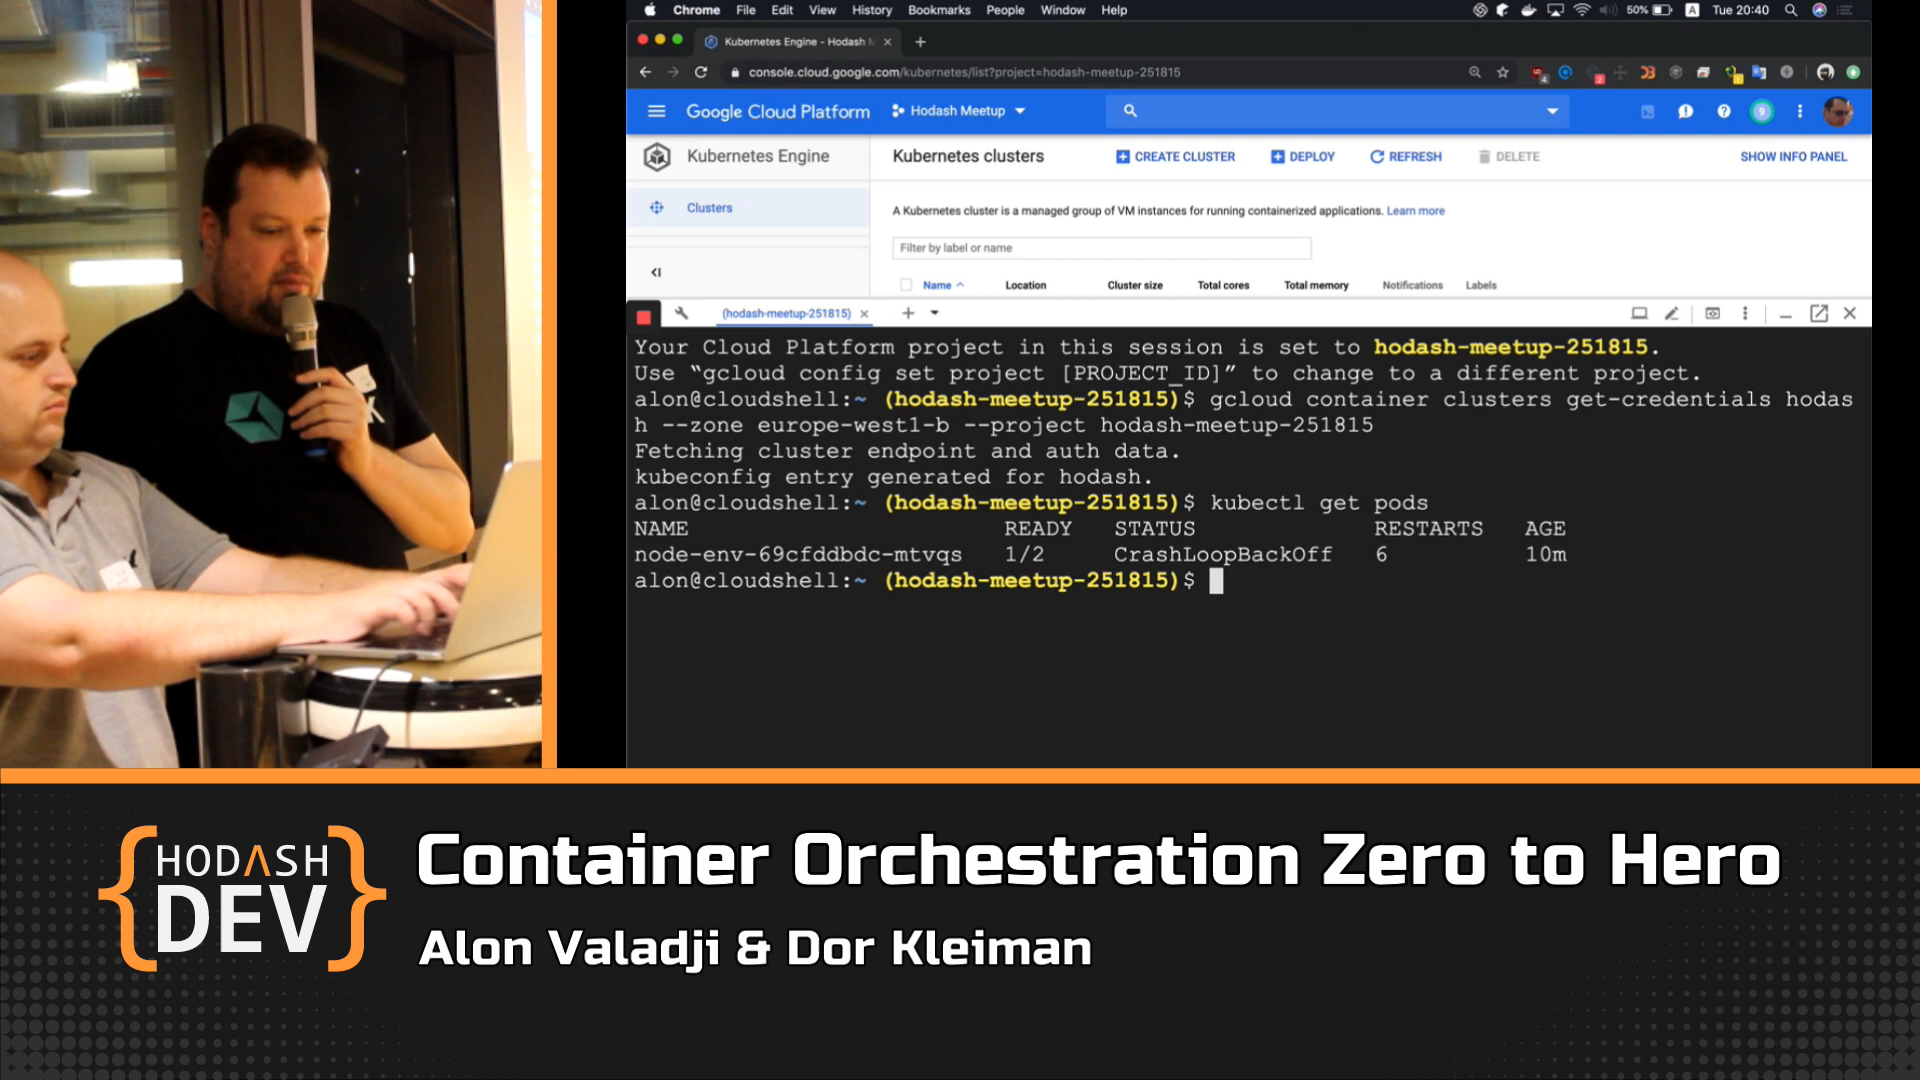 Chrome File Edit View History Bookmarks People Window Help
50% A Tue 20:40
Kubernetes Engine - Hodash M
console.cloud.google.com/kubernetes/list?project=hodash-meetup-251815
Google Cloud Platform Hodash Meetup
9
Kubernetes Engine
Kubernetes clusters CREATE CLUSTER DEPLOY REFRESH DELETE SHOW INFO PANEL
Clusters
A Kubernetes cluster is a managed group of VM instances for running containerized applications. Learn more
Filter by label or name
Name Location Cluster size Total cores Total memory Notifications Labels
(hodash-meetup-251815)
Your Cloud Platform project in this session is set to hodash-meetup-251815.
Use “gcloud config set project [PROJECT_ID]” to change to a different project.
alon@cloudshell:~ (hodash-meetup-251815)$ gcloud container clusters get-credentials hodas
h --zone europe-west1-b --project hodash-meetup-251815
Fetching cluster endpoint and auth data.
kubeconfig entry generated for hodash.
alon@cloudshell:~ (hodash-meetup-251815)$ kubectl get pods
NAME READY STATUS RESTARTS AGE
node-env-69cfddbdc-mtvqs 1/2 CrashLoopBackOff 6 10m
alon@cloudshell:~ (hodash-meetup-251815)$
HODASH
DEV
Container Orchestration Zero to Hero
Alon Valadji & Dor Kleiman